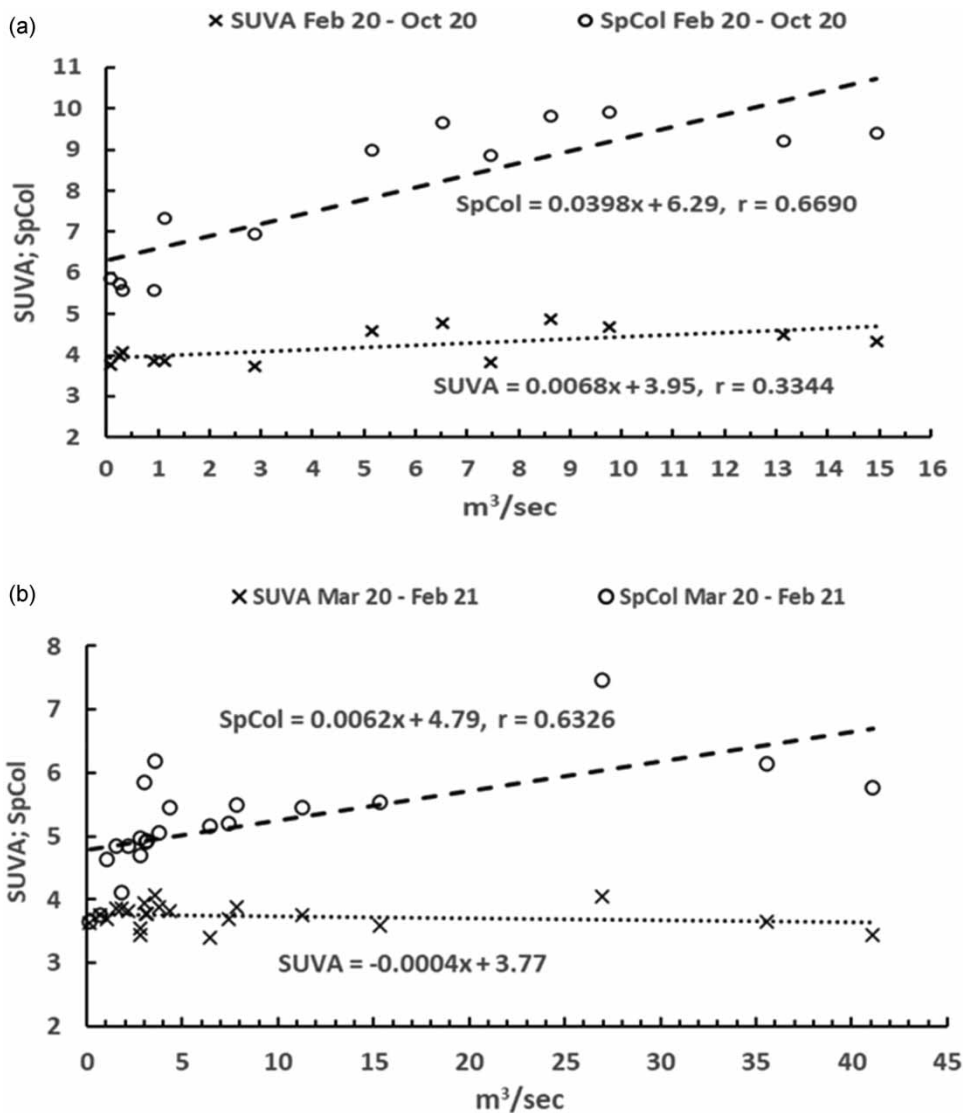 (a)
× SUVA Feb 20 - Oct 20 o SpCol Feb 20 - Oct 20
11
10
9
8
7
6
5
4
3
2
SUVA; SpCol
SpCol = 0.0398x + 6.29, r = 0.6690
SUVA = 0.0068x + 3.95, r = 0.3344
0 1 2 3 4 5 6 7 8 9 10 11 12 13 14 15 16
m³/sec
(b)
× SUVA Mar 20 - Feb 21 o SpCol Mar 20 - Feb 21
8
7
6
5
4
3
2
SUVA; SpCol
SpCol = 0.0062x + 4.79, r = 0.6326
SUVA = -0.0004x + 3.77
0 5 10 15 20 25 30 35 40 45
m³/sec